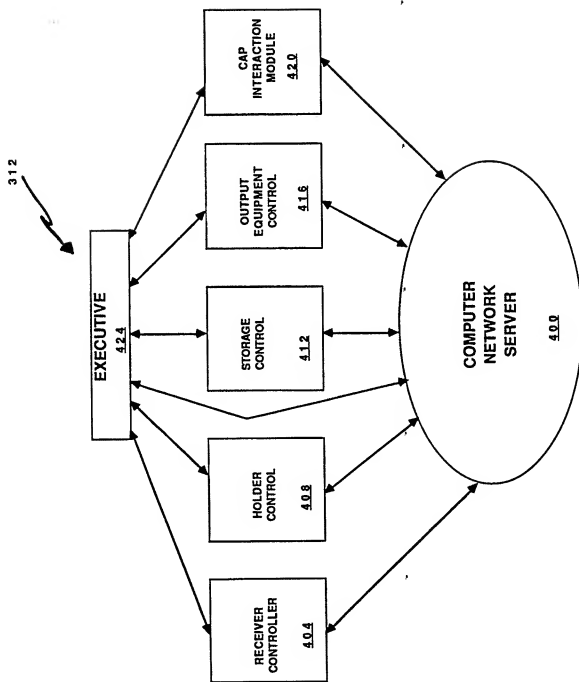 312
EXECUTIVE
424
RECEIVER
CONTROLLER
404
HOLDER
CONTROL
408
STORAGE
CONTROL
412
OUTPUT
EQUIPMENT
CONTROL
416
CAP
INTERACTION
MODULE
420
COMPUTER
NETWORK
SERVER
400